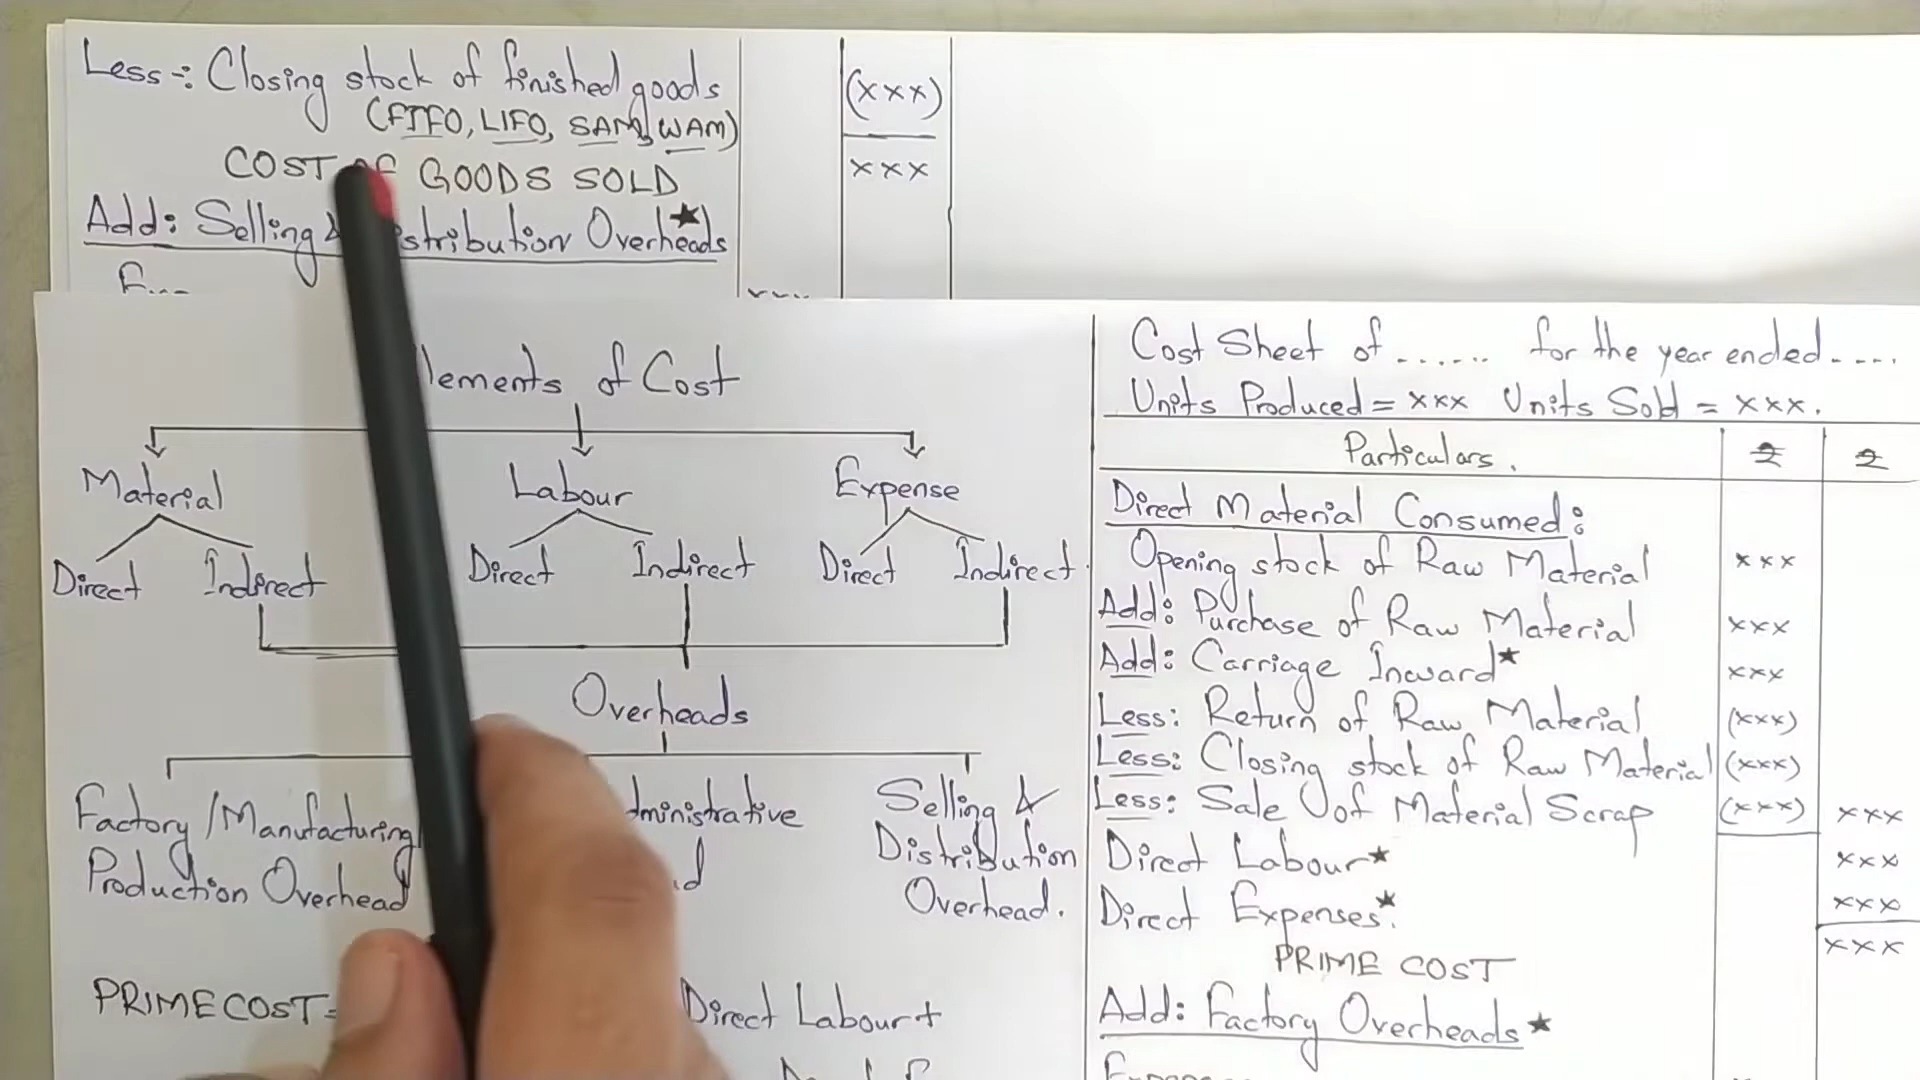 Less:- Closing stock of finished goods (xxx)
(FIFO, LIFO, SAM, WAM)
COST OF GOODS SOLD xxx
Add: Selling & Distribution Overheads★
Elements of Cost
Material Labour Expense
Direct Indirect Direct Indirect Direct Indirect
Overheads
Factory/Manufacturing/ Administrative Selling &
Production Overhead Distribution
Overhead.
PRIME COST= Direct Labour+
Cost Sheet of ....... for the year ended....
Units Produced= xxx Units Sold = xxx.
Particulars. ₹ ₹
Direct Material Consumed:
Opening stock of Raw Material xxx
Add: Purchase of Raw Material xxx
Add: Carriage Inward★ xxx
Less: Return of Raw Material (xxx)
Less: Closing stock of Raw Material (xxx)
Less: Sale of Material Scrap (xxx) xxx
Direct Labour★ xxx
Direct Expenses★. xxx
PRIME COST xxx
Add: Factory Overheads★